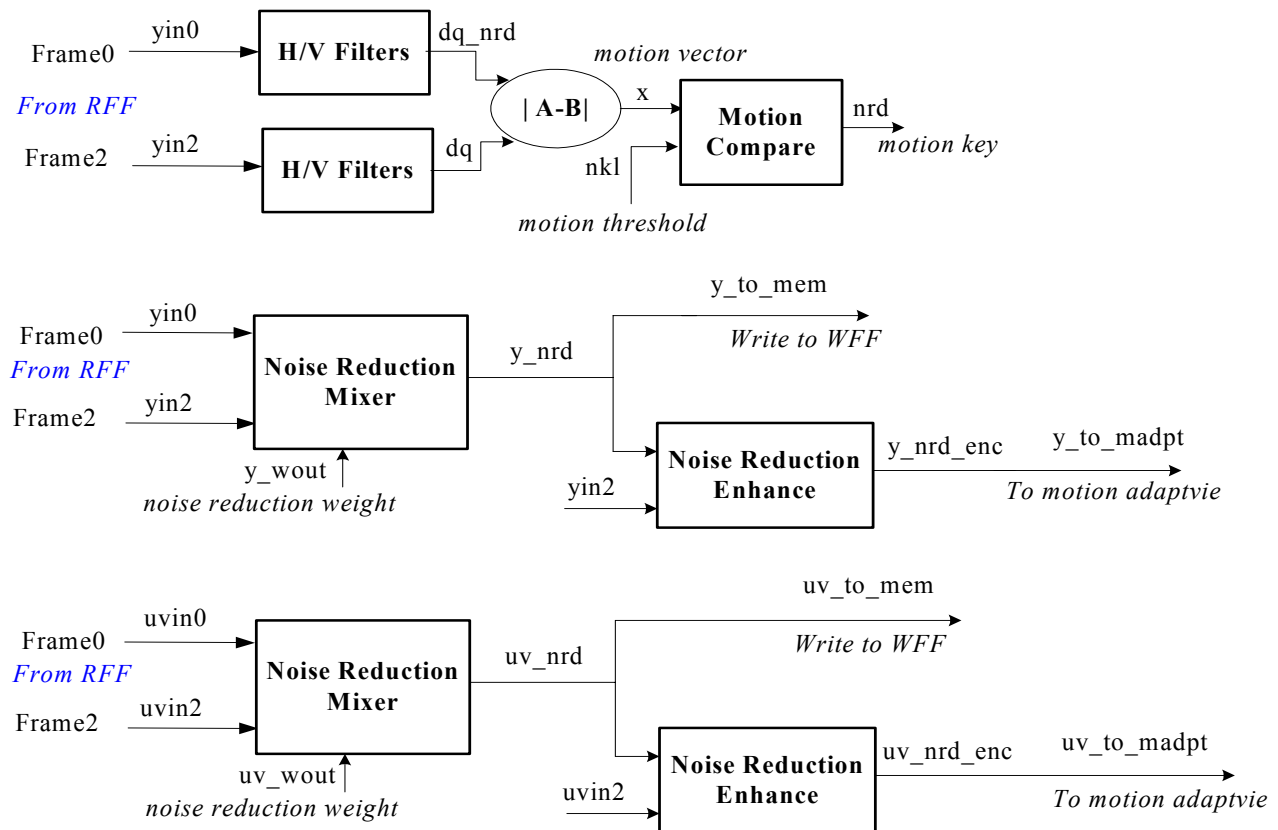 yin0
Frame0
H/V Filters
dq_nrd
motion vector
From RFF
| A-B|
x
Motion
Compare
nrd
motion key
Frame2
yin2
H/V Filters
dq
nkl
motion threshold
yin0
Frame0
From RFF
yin2
Frame2
Noise Reduction
Mixer
y_wout
noise reduction weight
y_nrd
y_to_mem
Write to WFF
yin2
Noise Reduction
Enhance
y_nrd_enc
y_to_madpt
To motion adaptvie
uvin0
Frame0
From RFF
uvin2
Frame2
Noise Reduction
Mixer
uv_wout
noise reduction weight
uv_nrd
uv_to_mem
Write to WFF
uvin2
Noise Reduction
Enhance
uv_nrd_enc
uv_to_madpt
To motion adaptvie